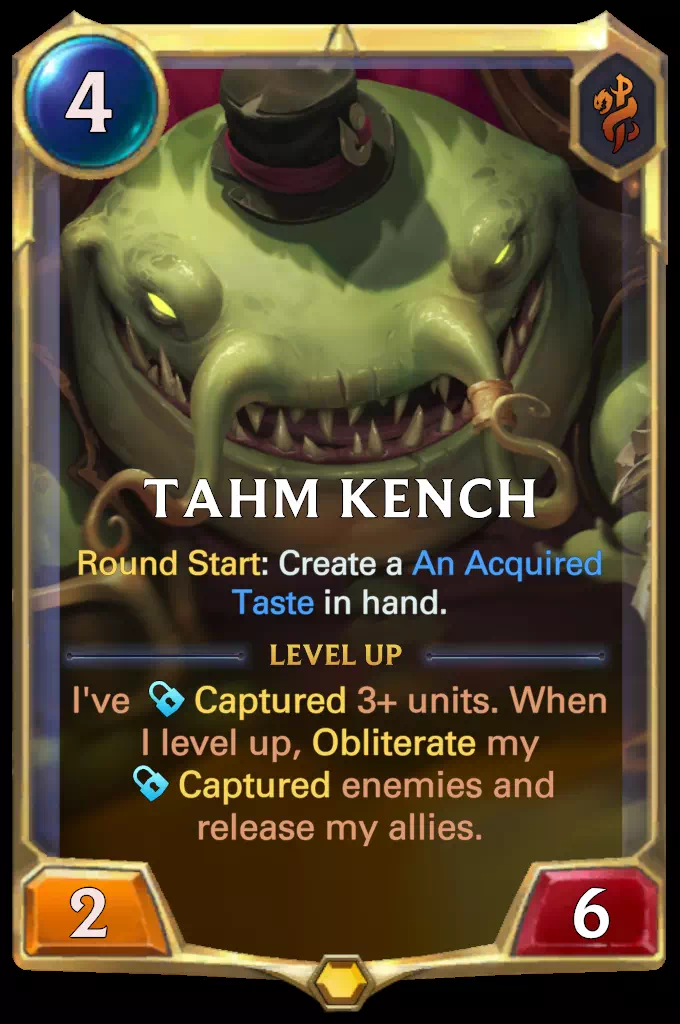 4
TAHM KENCH
Round Start: Create a An Acquired
Taste in hand.
LEVEL UP
I've Captured 3+ units. When
I level up, Obliterate my
Captured enemies and
release my allies.
2
6